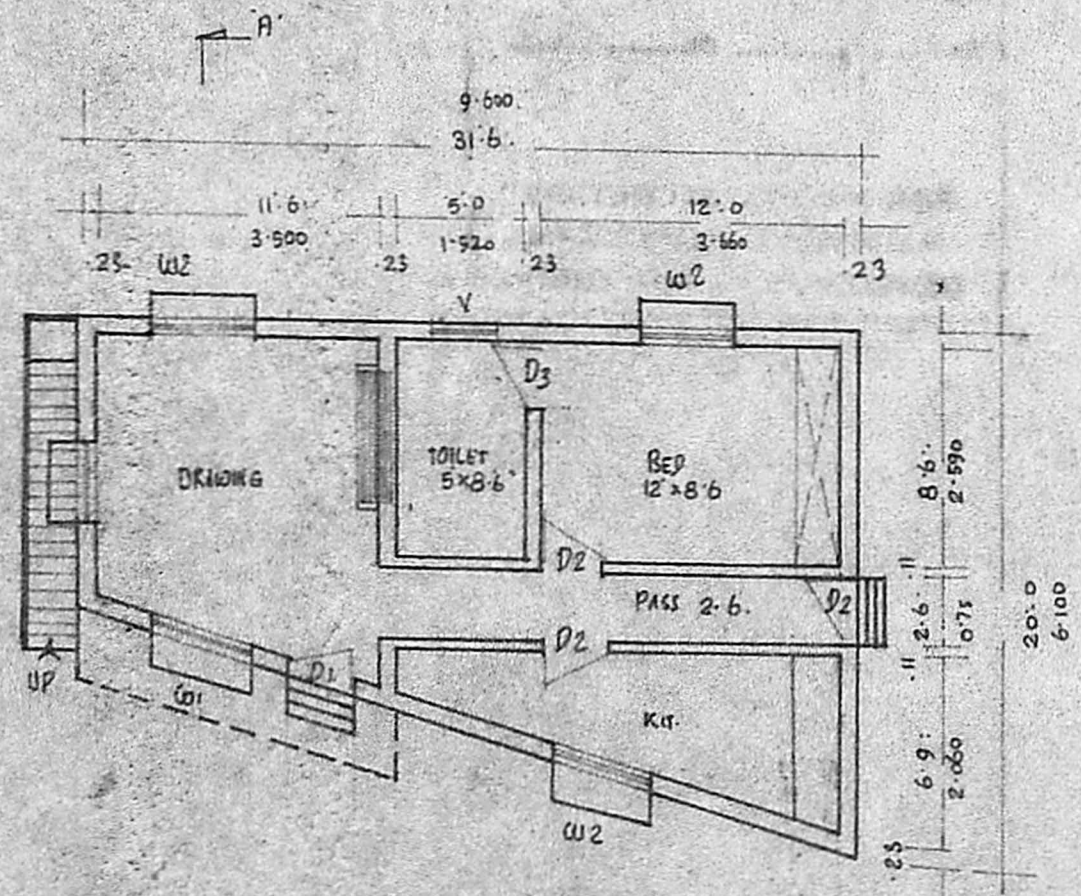 'A'
9.600.
31'.6.
11'.6
5'.0
12'.0
3.500
1.520
3.660
.23
W2
.23
.23
W2
.23
V
D3
DRAWING
TOILET
5'×8.6"
BED
12'×8'6
8'.6.
2.590
D2
.11
PASS 2.6.
D2
2'.6.
0.75
20'.0
6.100
D2
.11
UP
W1
D1
KIT.
6'.9.
2.060
W2
.23